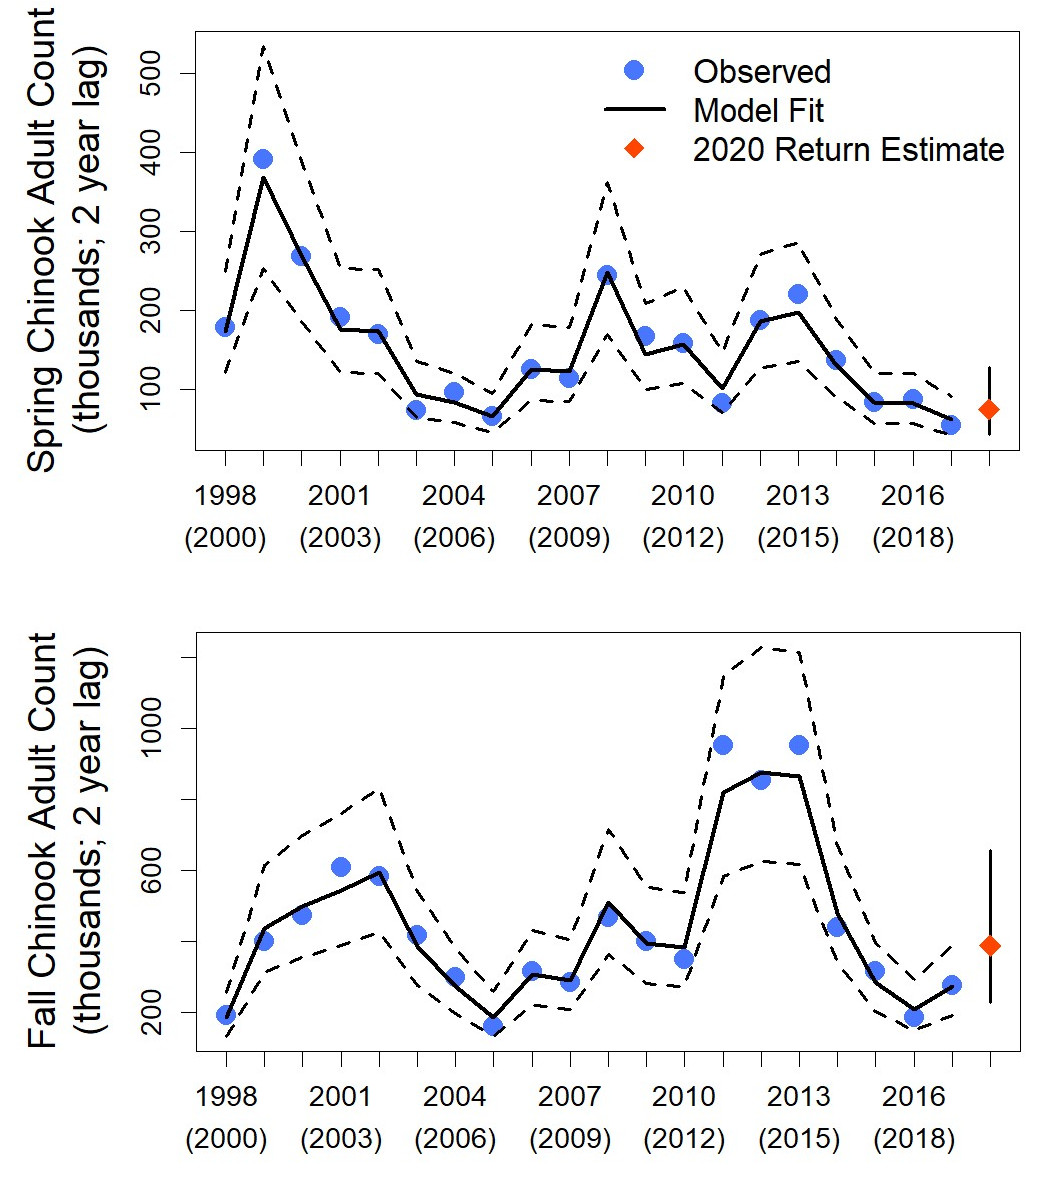 Spring Chinook Adult Count
(thousands; 2 year lag)
500
400
300
200
100
Observed
Model Fit
2020 Return Estimate
1998 2001 2004 2007 2010 2013 2016
(2000) (2003) (2006) (2009) (2012) (2015) (2018)
Fall Chinook Adult Count
(thousands; 2 year lag)
1000
600
200
1998 2001 2004 2007 2010 2013 2016
(2000) (2003) (2006) (2009) (2012) (2015) (2018)